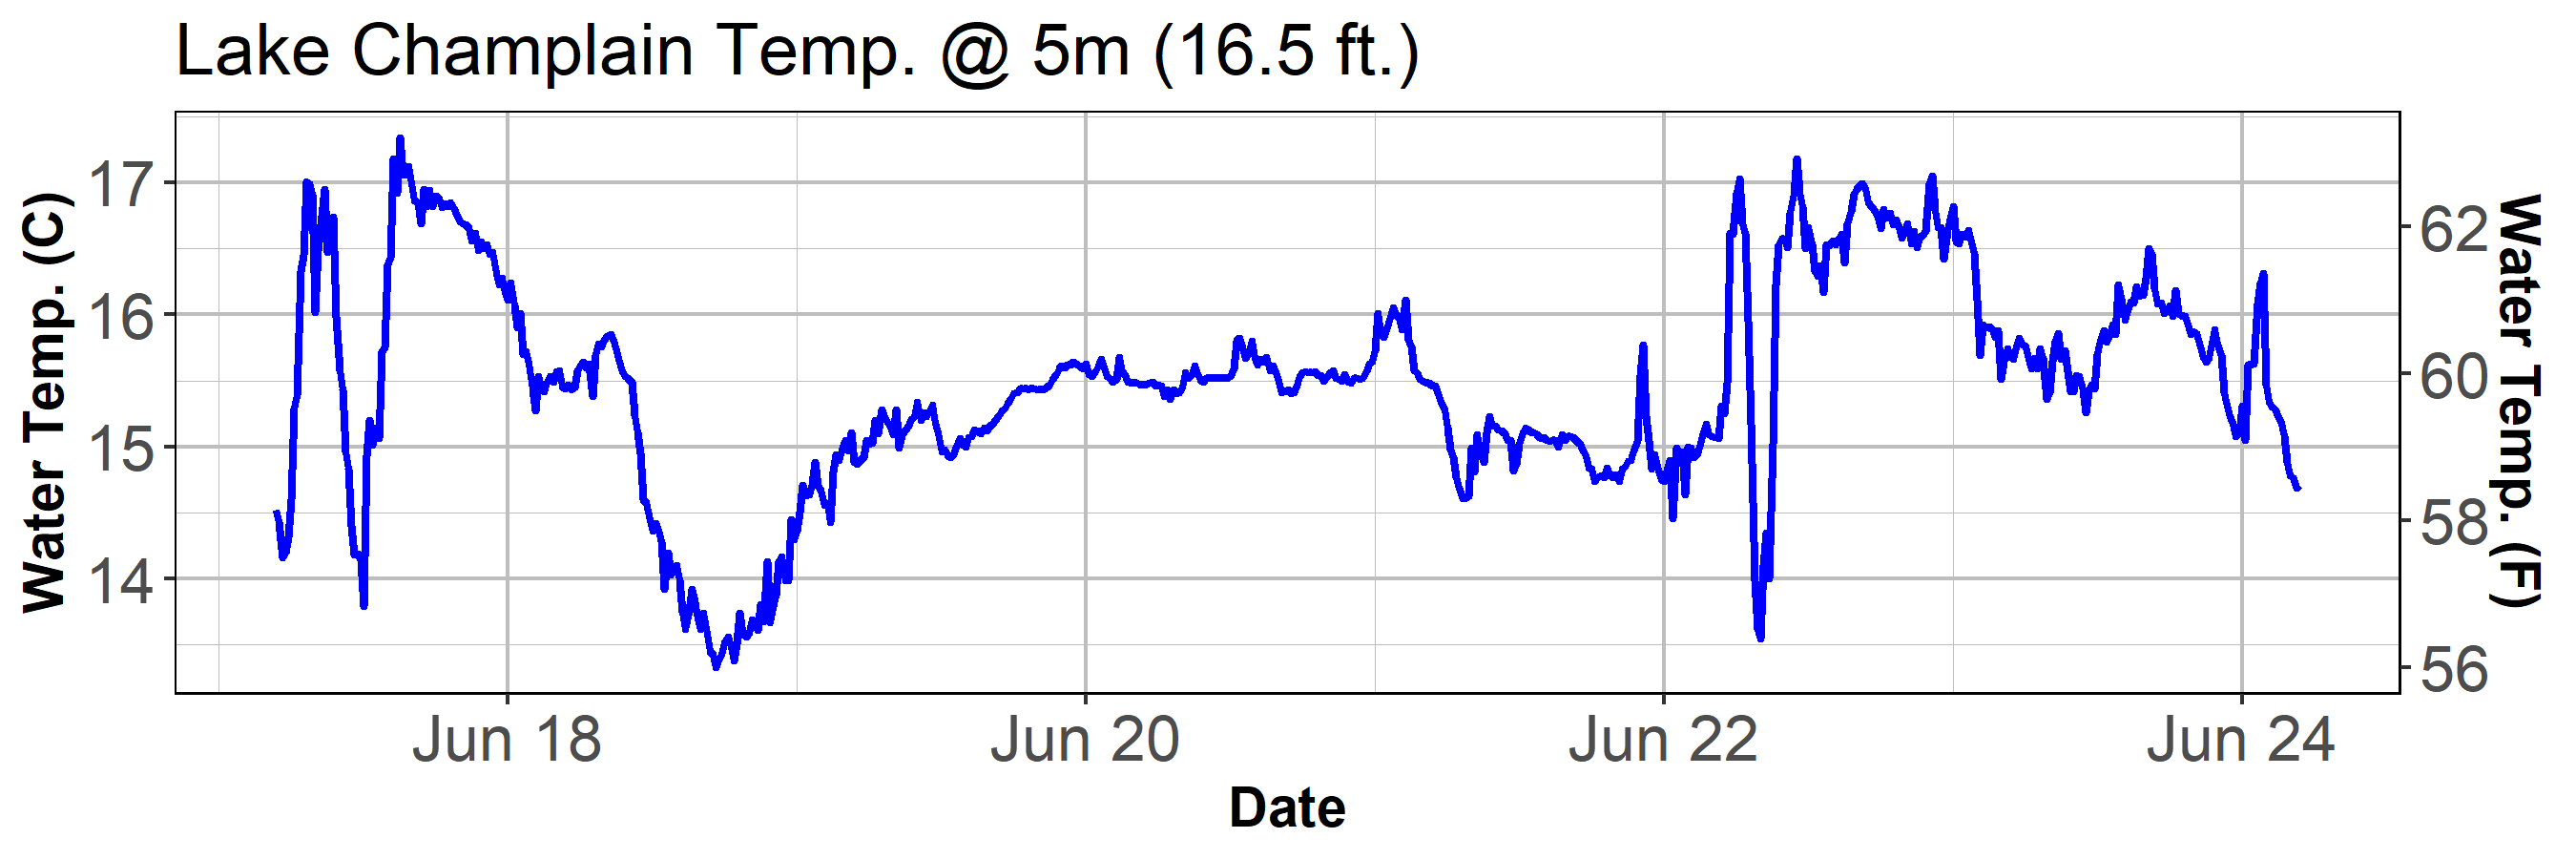 Lake Champlain Temp. @ 5m (16.5 ft.)
Water Temp. (C)
17
16
15
14
62
60
58
56
Water Temp. (F)
Jun 18
Jun 20
Jun 22
Jun 24
Date